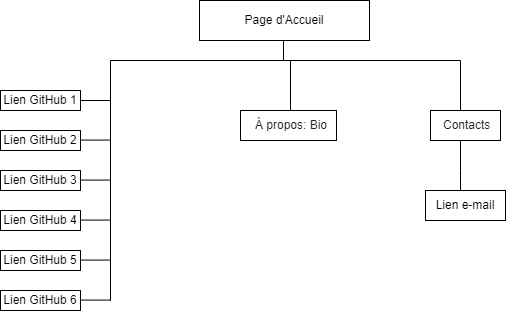 Page d'Accueil
Lien GitHub 1
Lien GitHub 2
Lien GitHub 3
Lien GitHub 4
Lien GitHub 5
Lien GitHub 6
À propos: Bio
Contacts
Lien e-mail